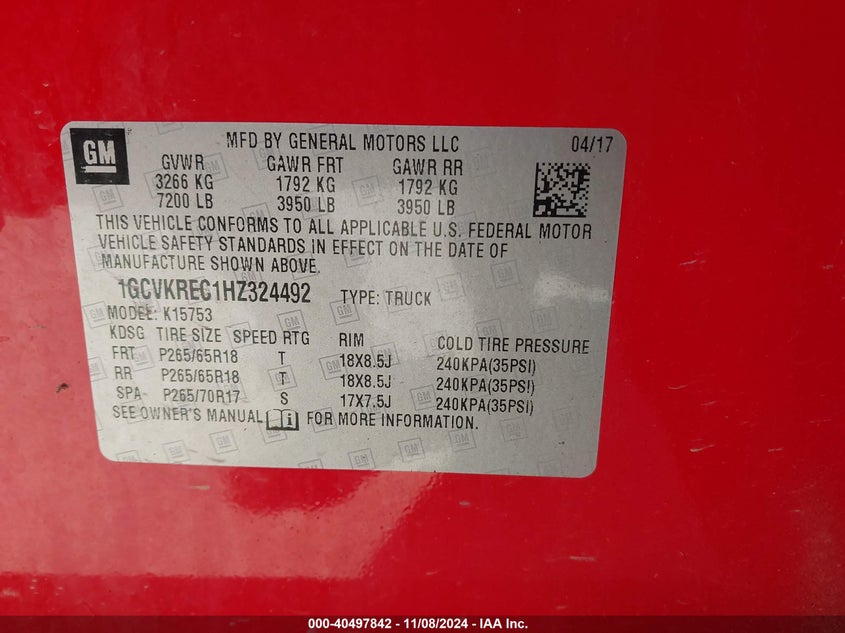 GM
MFD BY GENERAL MOTORS LLC 04/17
GVWR GAWR FRT GAWR RR
3266 KG 1792 KG 1792 KG
7200 LB 3950 LB 3950 LB
THIS VEHICLE CONFORMS TO ALL APPLICABLE U.S. FEDERAL MOTOR
VEHICLE SAFETY STANDARDS IN EFFECT ON THE DATE OF
MANUFACTURE SHOWN ABOVE.
1GCVKREC1HZ324492 TYPE: TRUCK
MODEL: K15753
KDSG TIRE SIZE SPEED RTG RIM COLD TIRE PRESSURE
FRT P265/65R18 T 18X8.5J 240KPA(35PSI)
RR P265/65R18 T 18X8.5J 240KPA(35PSI)
SPA P265/70R17 S 17X7.5J 240KPA(35PSI)
SEE OWNER'S MANUAL FOR MORE INFORMATION.
000-40497842 - 11/08/2024 - IAA Inc.